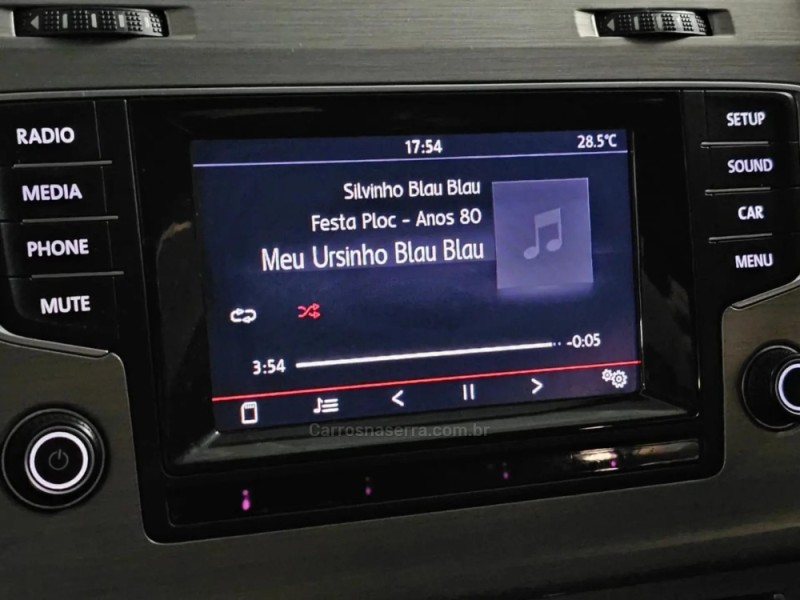 RADIO
MEDIA
PHONE
MUTE
17:54
28.5°C
Silvinho Blau Blau
Festa Ploc - Anos 80
Meu Ursinho Blau Blau
3:54
-0:05
SETUP
SOUND
CAR
MENU
Carrosnaserra.com.br